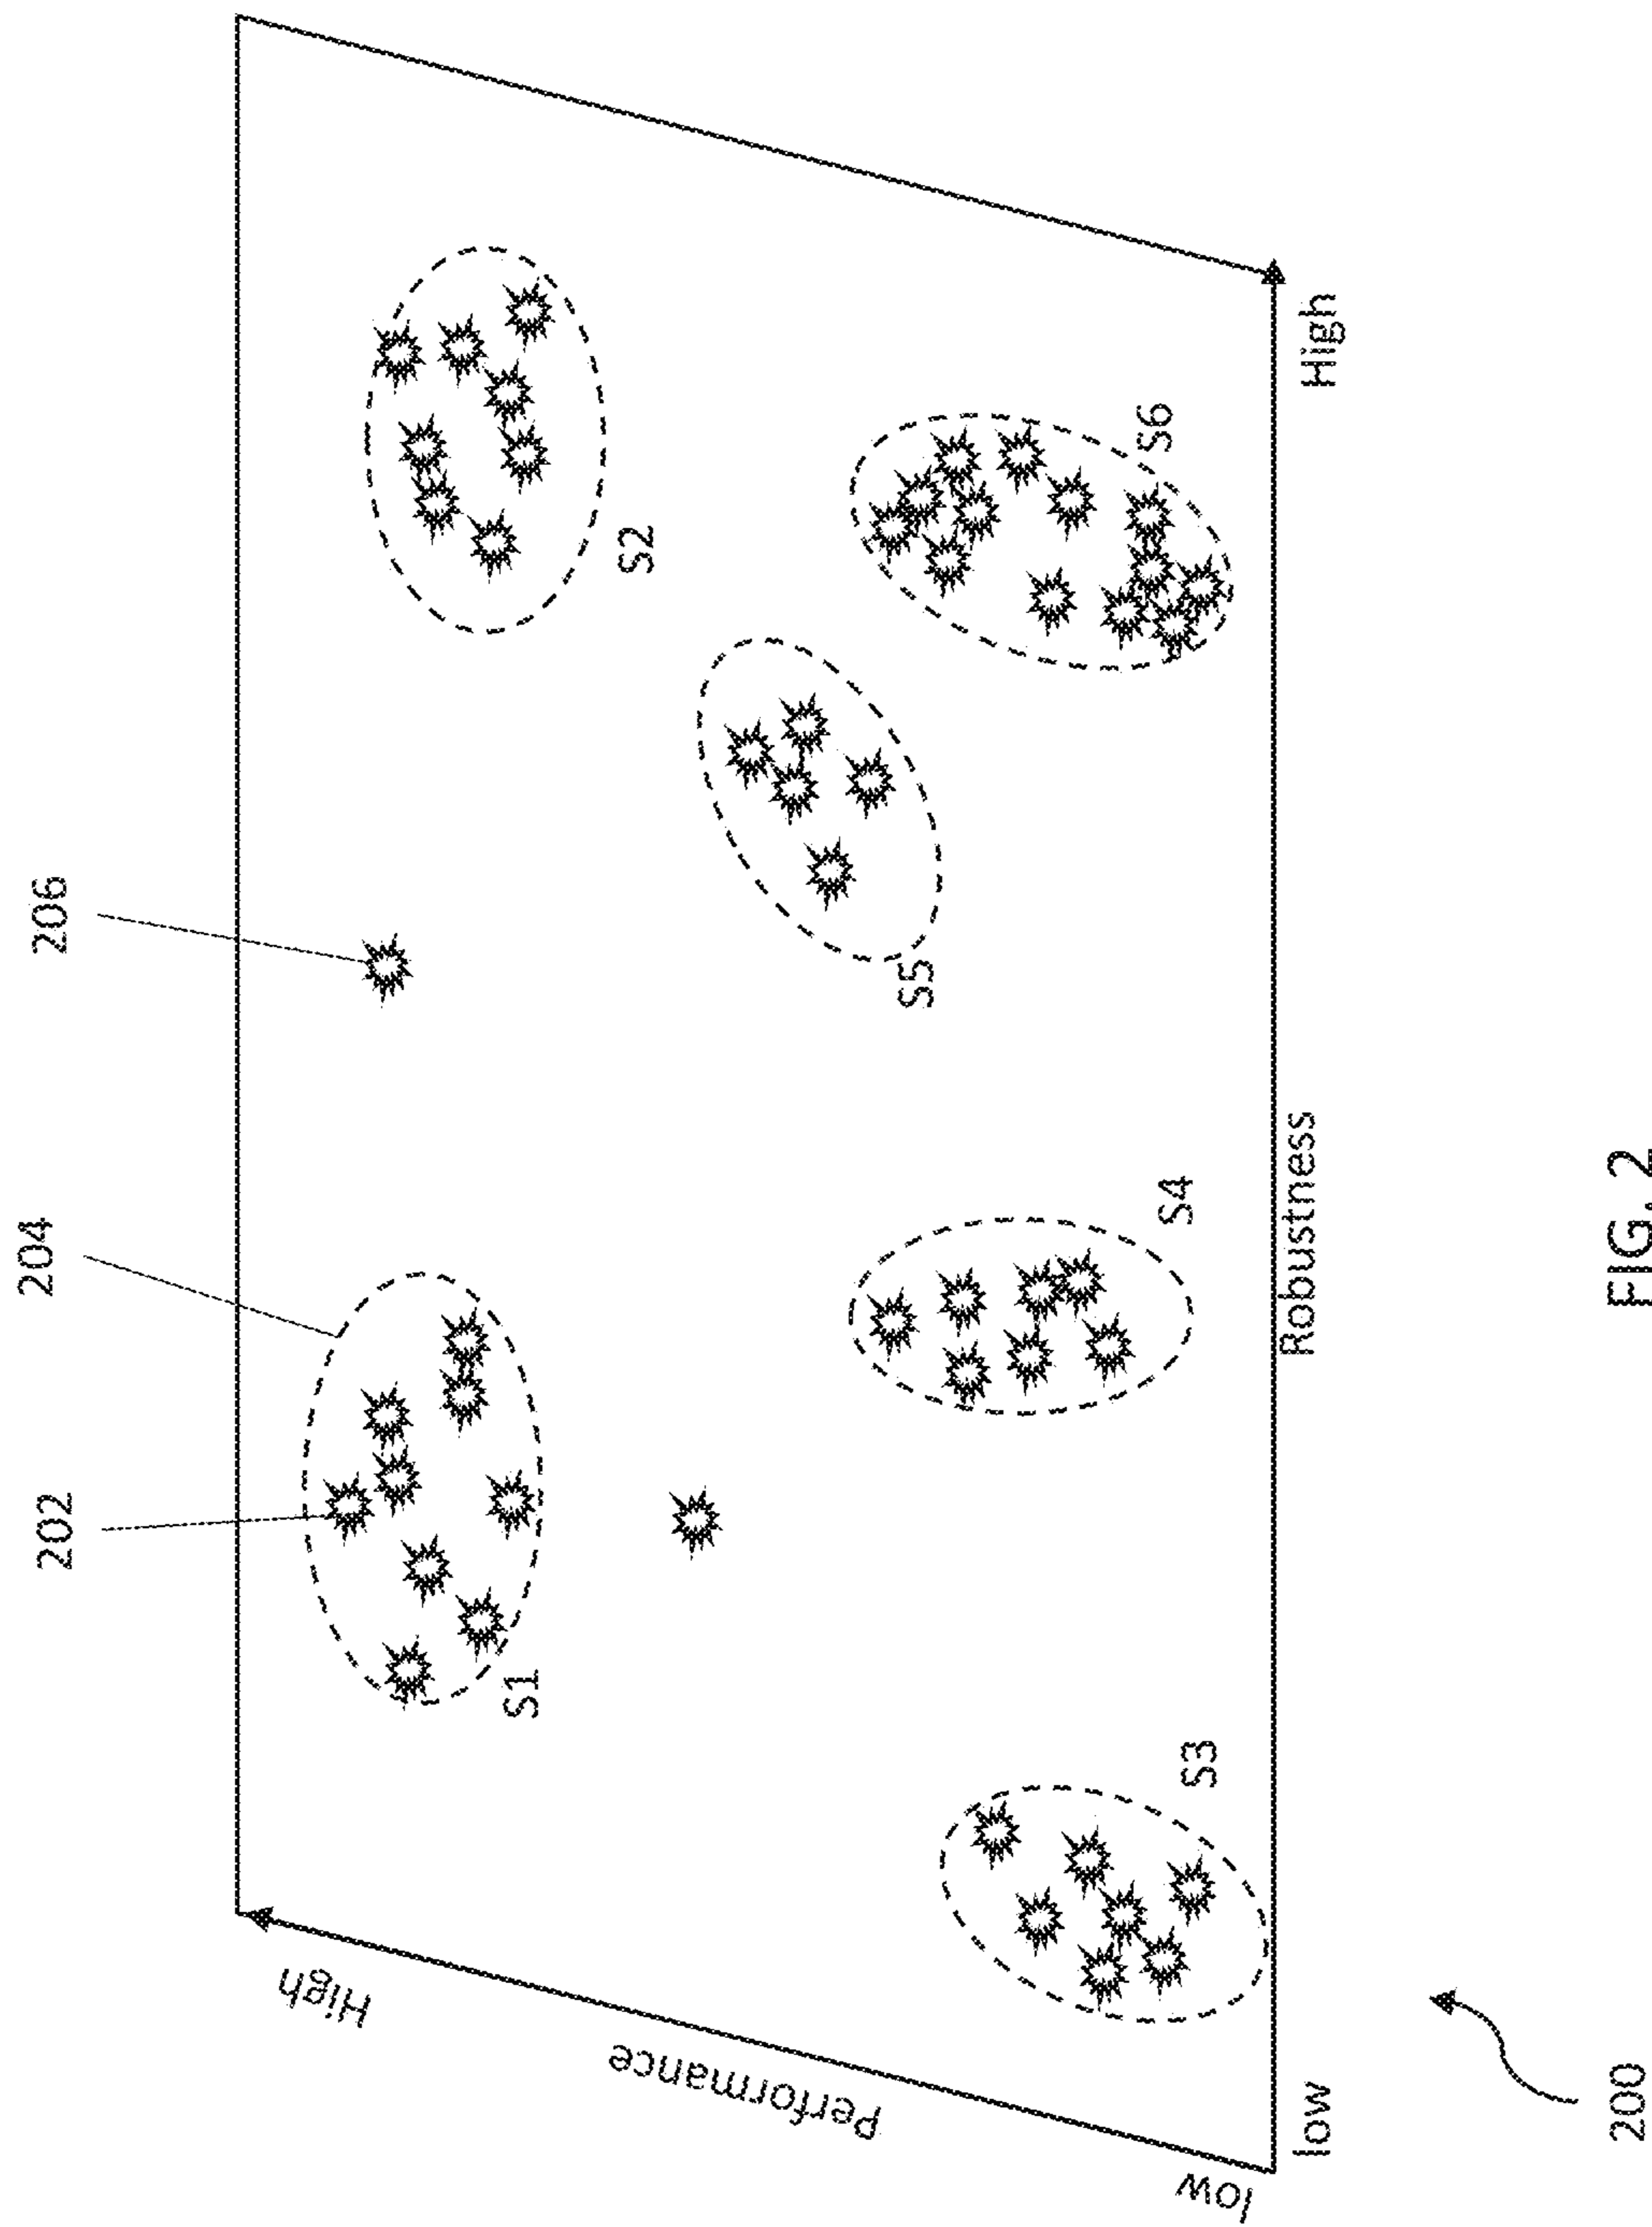 202
204
206
S1
S2
S3
S4
S5
S6
High
Performance
low
low
Robustness
High
200
FIG. 2